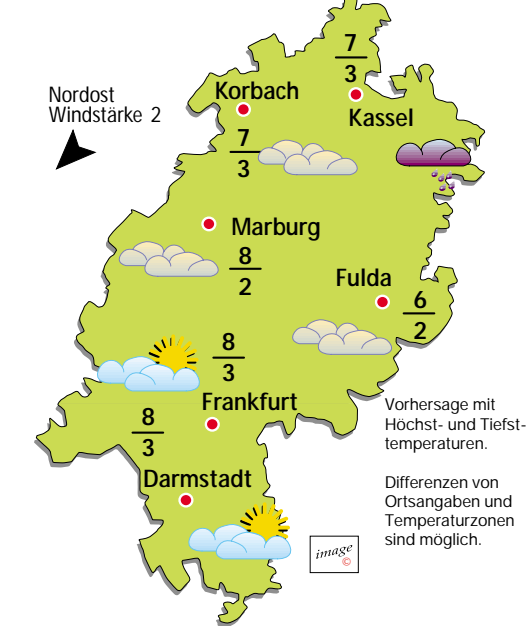 7
3
Korbach
Nordost
Windstärke 2
Kassel
7
3
Marburg
8
2
Fulda
6
2
8
3
Frankfurt
8
3
Vorhersage mit
Höchst- und Tiefst-
temperaturen.
Darmstadt
Differenzen von
Ortsangaben und
Temperaturzonen
sind möglich.
image
©